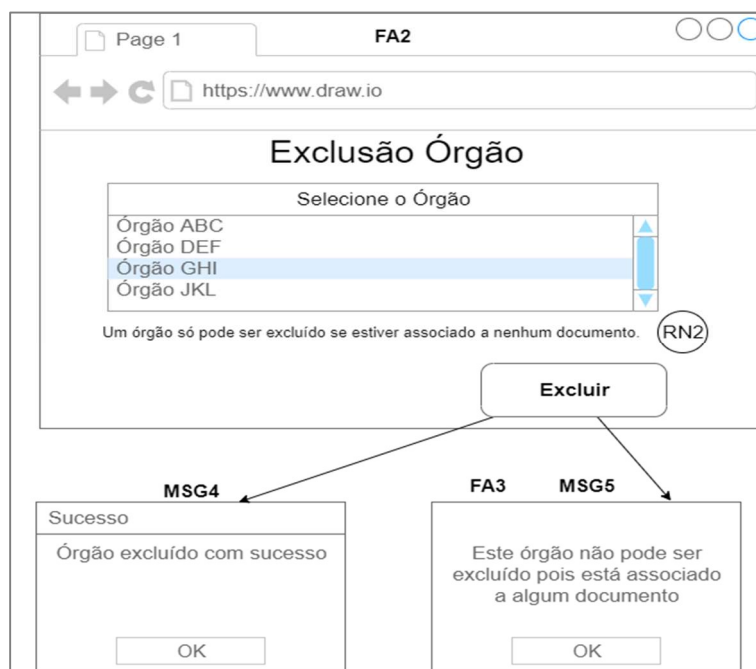 Page 1
FA2
https://www.draw.io
Exclusão Órgão
Selecione o Órgão
Órgão ABC
Órgão DEF
Órgão GHI
Órgão JKL
Um órgão só pode ser excluído se estiver associado a nenhum documento.
RN2
Excluir
MSG4
FA3 MSG5
Sucesso
Órgão excluído com sucesso
OK
Este órgão não pode ser
excluído pois está associado
a algum documento
OK